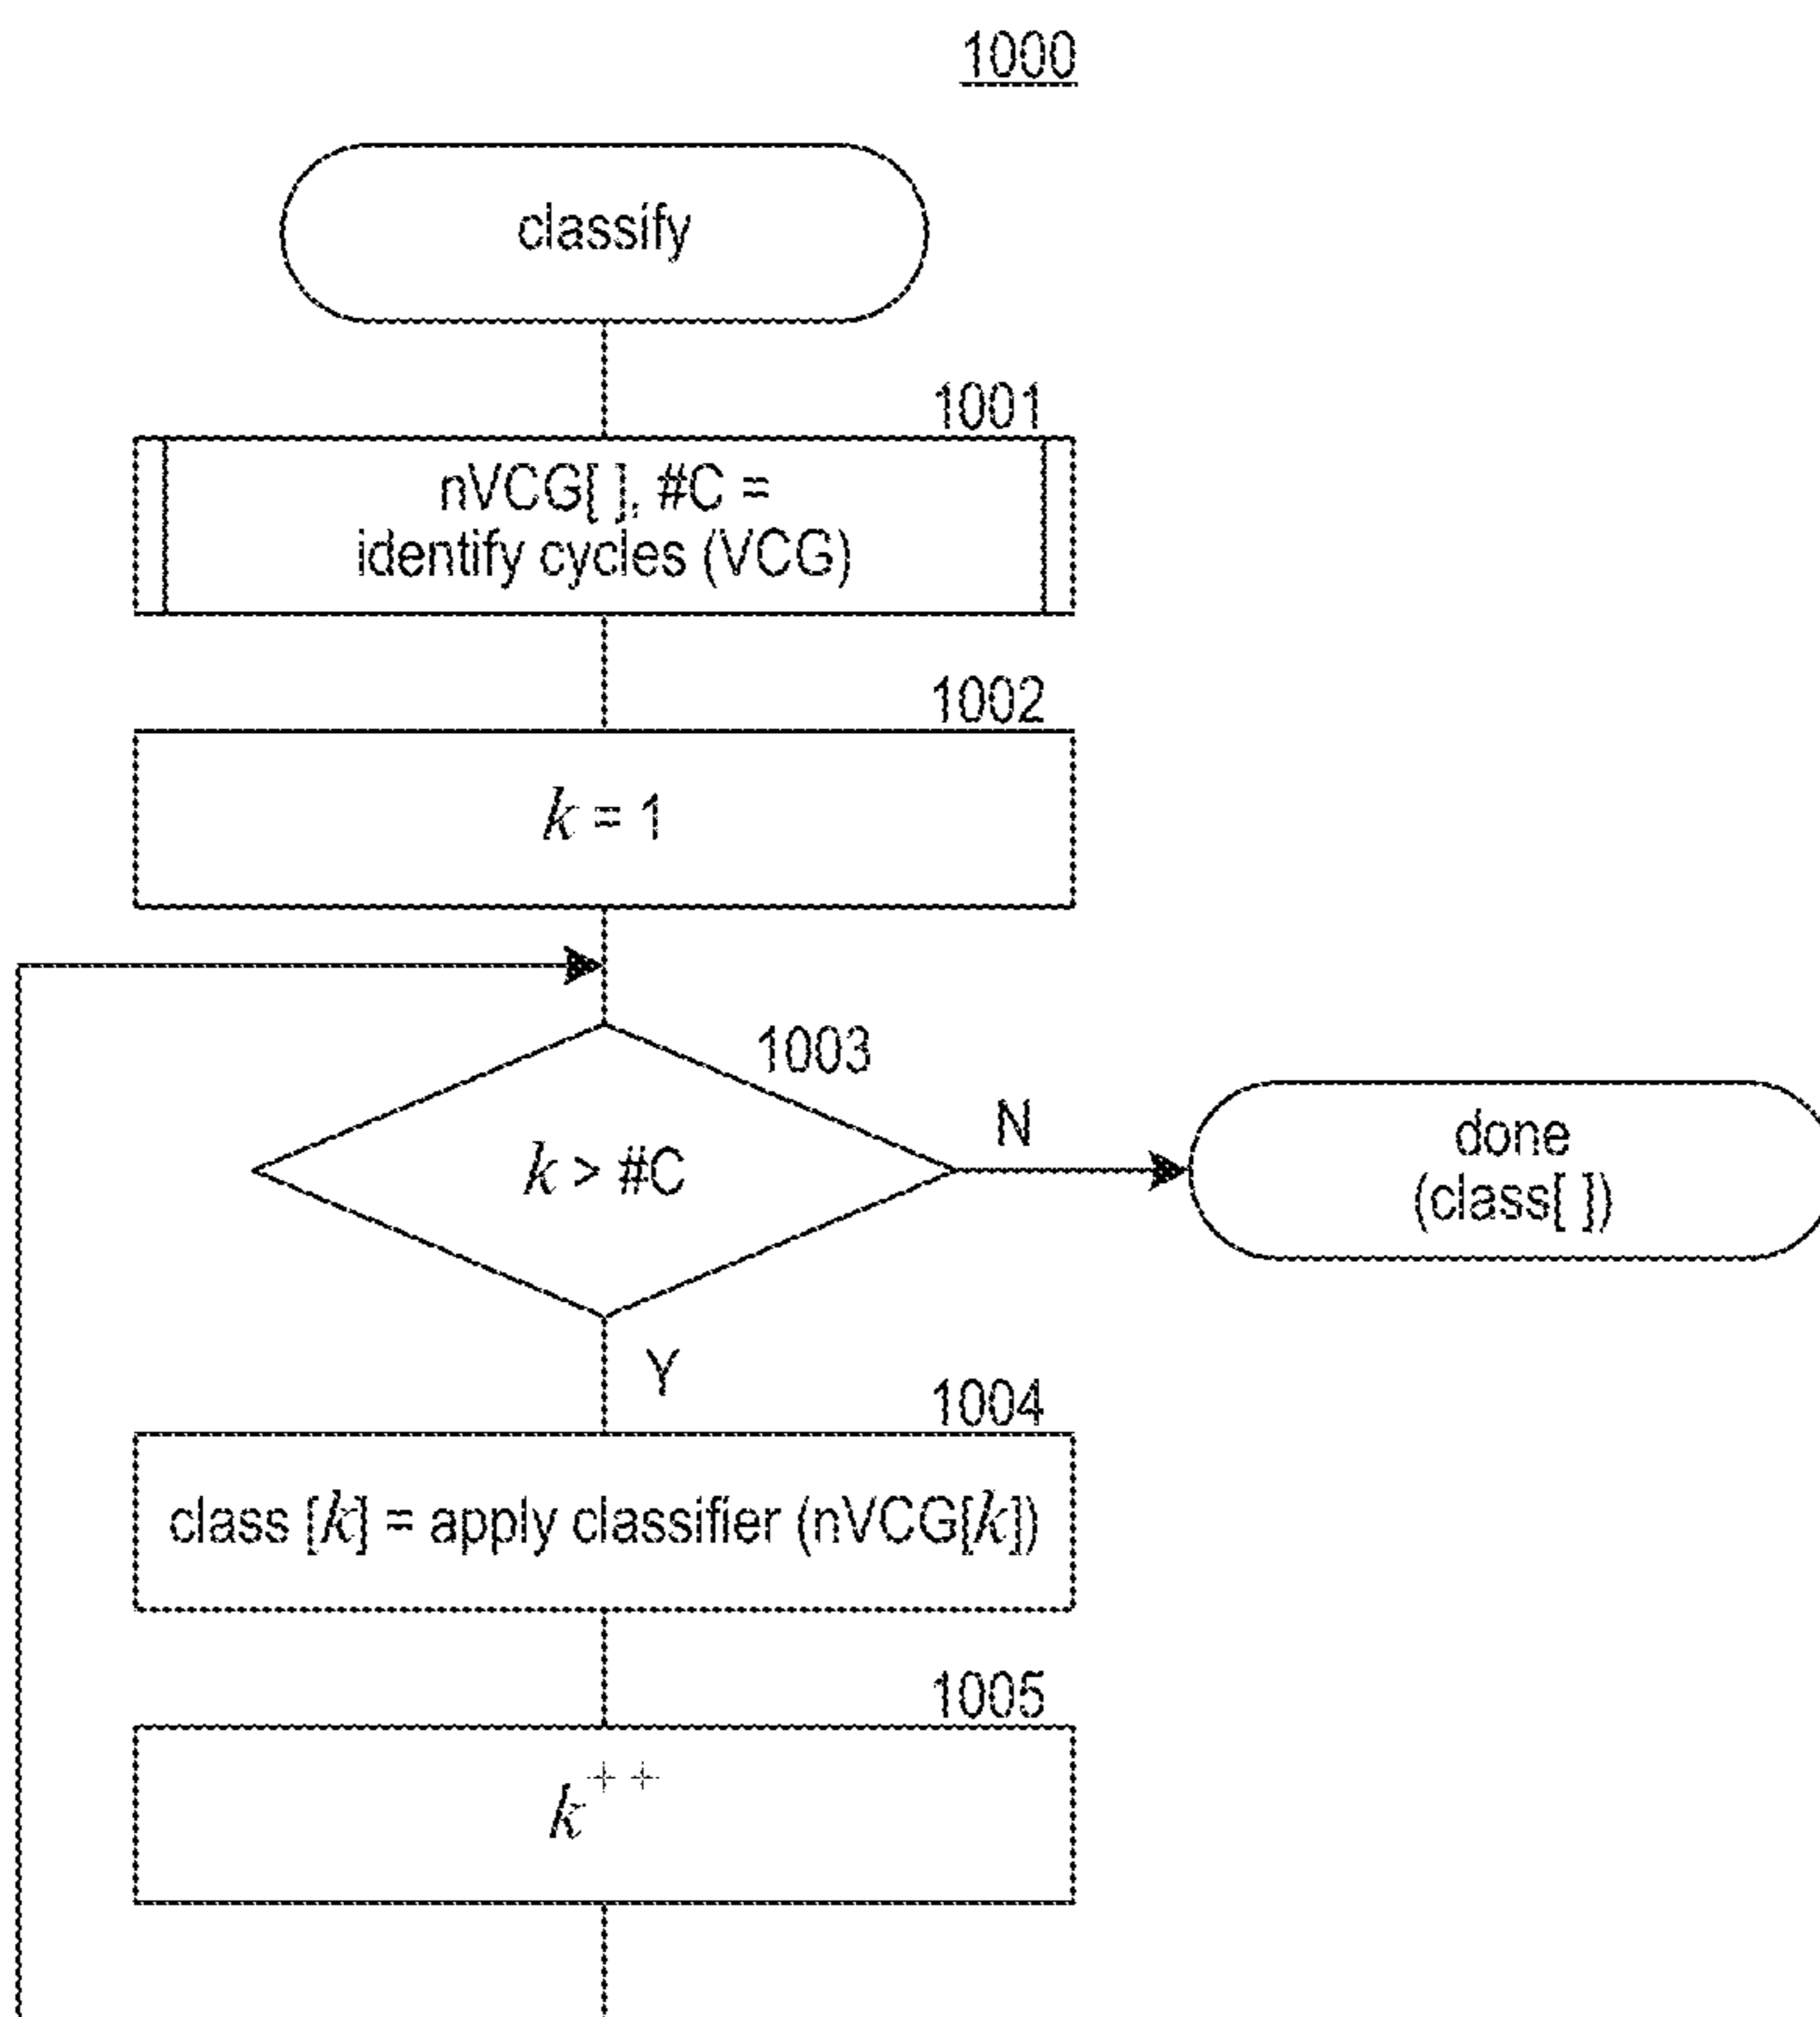 1000
classify
1001
nVCG[ ], #C =
identify cycles (VCG)
1002
k = 1
1003
k > #C
N
done
(class[ ])
Y
1004
class [k] = apply classifier (nVCG[k])
1005
k++